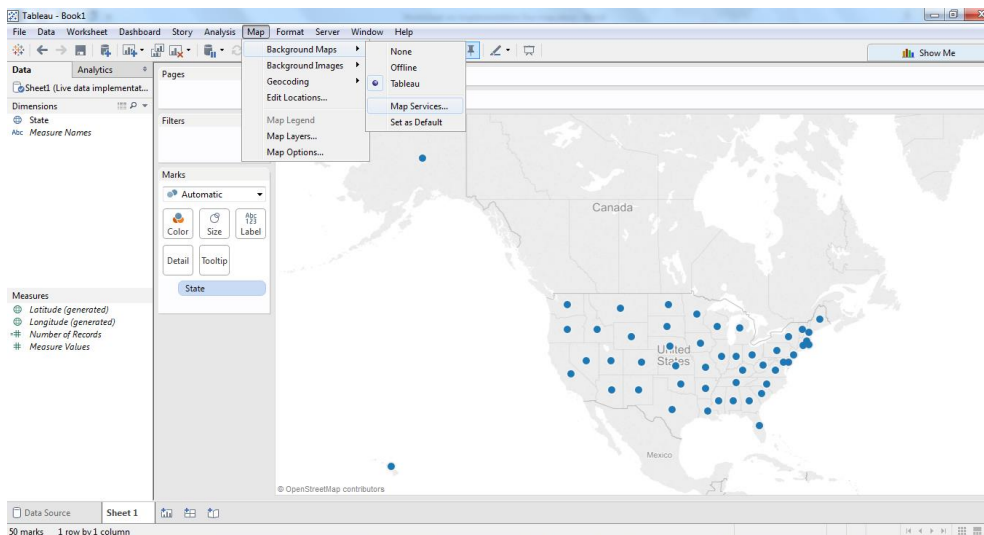 Tableau - Book1
File Data Worksheet Dashboard Story Analysis Map Format Server Window Help
Show Me
Data Analytics
Sheet1 (Live data implementat...
Dimensions
State
Abc Measure Names
Measures
Latitude (generated)
Longitude (generated)
Number of Records
Measure Values
Pages
Filters
Marks
Automatic
Color Size Abc 123 Label
Detail Tooltip
State
Background Maps
Background Images
Geocoding
Edit Locations...
Map Legend
Map Layers...
Map Options...
None
Offline
Tableau
Map Services...
Set as Default
Canada
United
States
Mexico
© OpenStreetMap contributors
Data Source Sheet 1
50 marks 1 row by 1 column